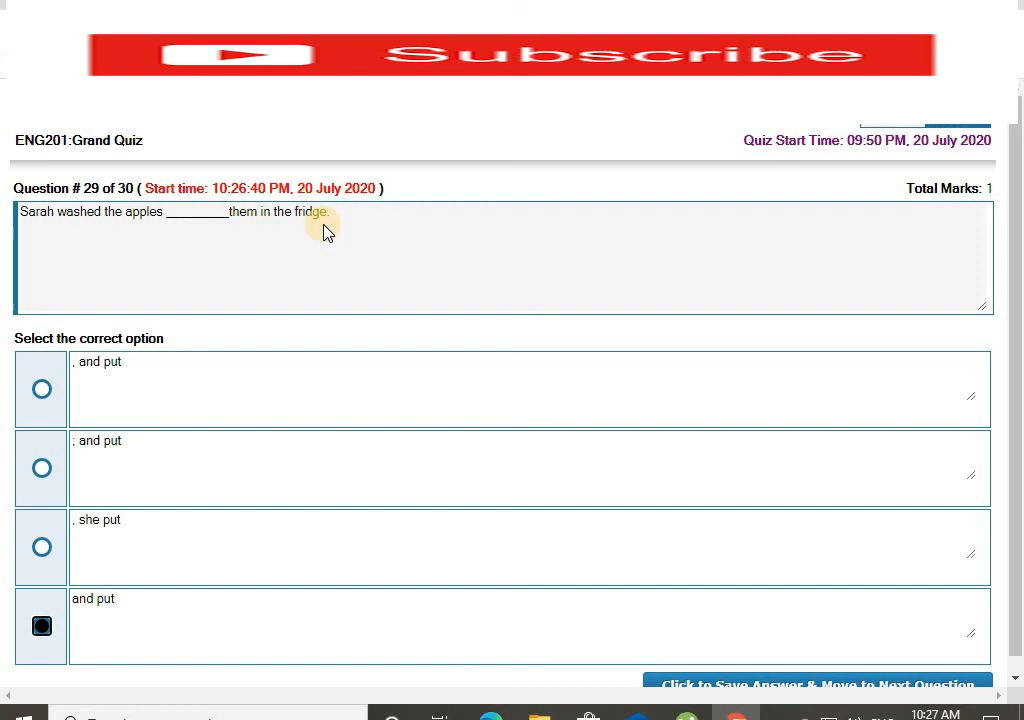 Subscribe
ENG201:Grand Quiz
Quiz Start Time: 09:50 PM, 20 July 2020
Question # 29 of 30 ( Start time: 10:26:40 PM, 20 July 2020 )
Total Marks: 1
Sarah washed the apples _________them in the fridge.
Select the correct option
, and put
; and put
, she put
and put
Click to Save Answer & Move to Next Question
10:27 AM